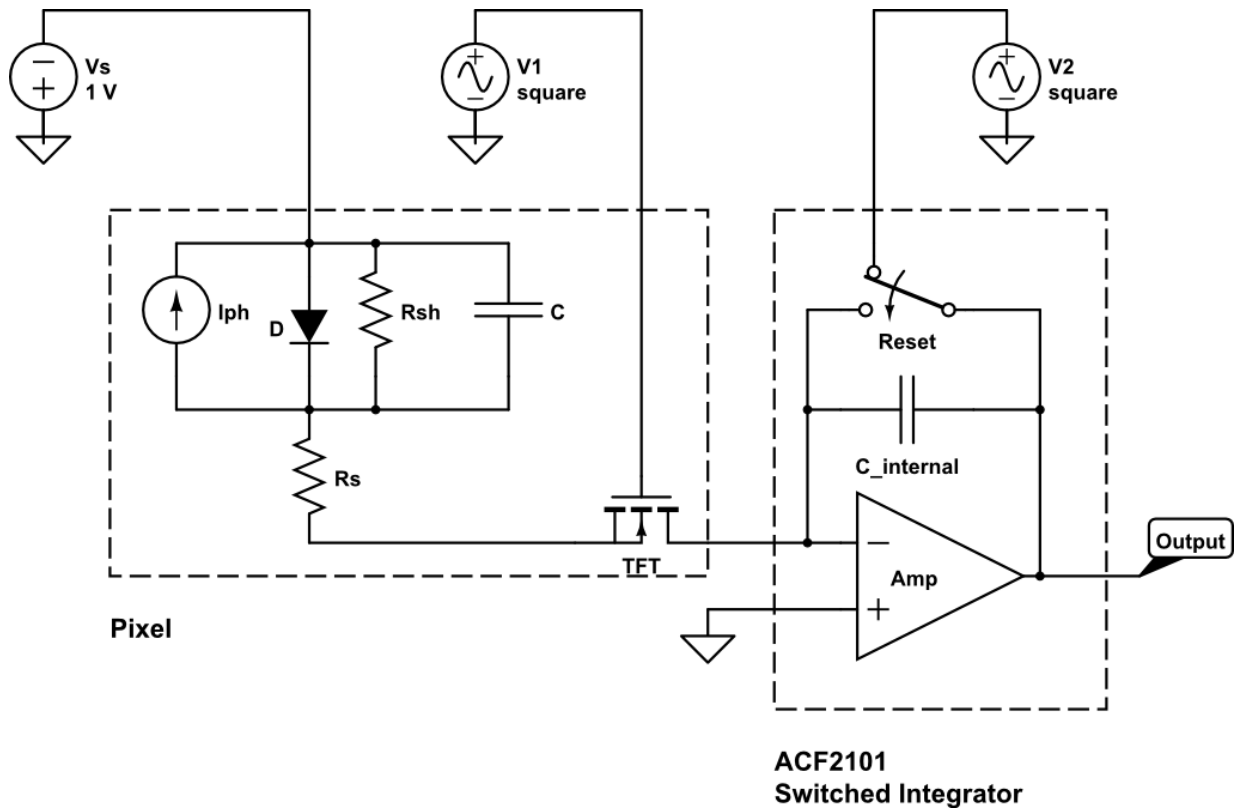 Vs
1 V
V1
square
V2
square
Iph
D
Rsh
C
Reset
Rs
C_internal
TFT
Amp
Output
Pixel
ACF2101
Switched Integrator